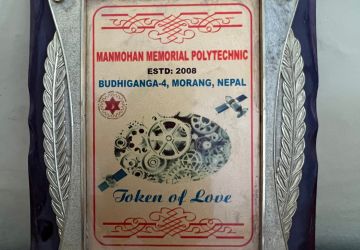 MANMOHAN MEMORIAL POLYTECHNIC
ESTD: 2008
BUDHIGANGA-4, MORANG, NEPAL
Token of Love